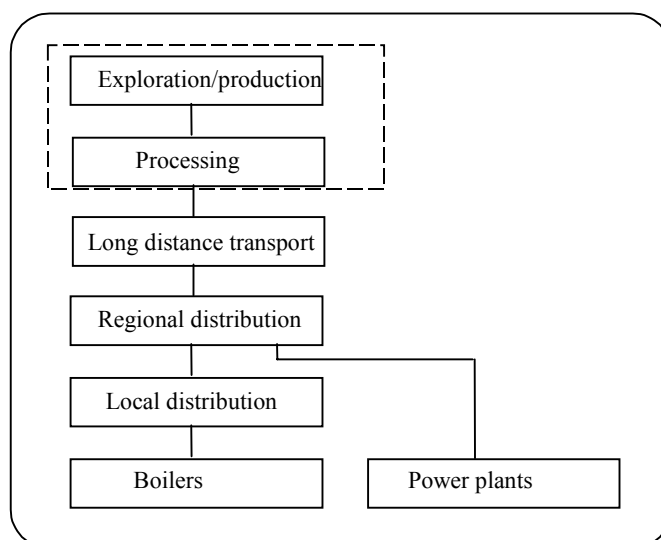 Exploration/production
Processing
Long distance transport
Regional distribution
Local distribution
Boilers
Power plants